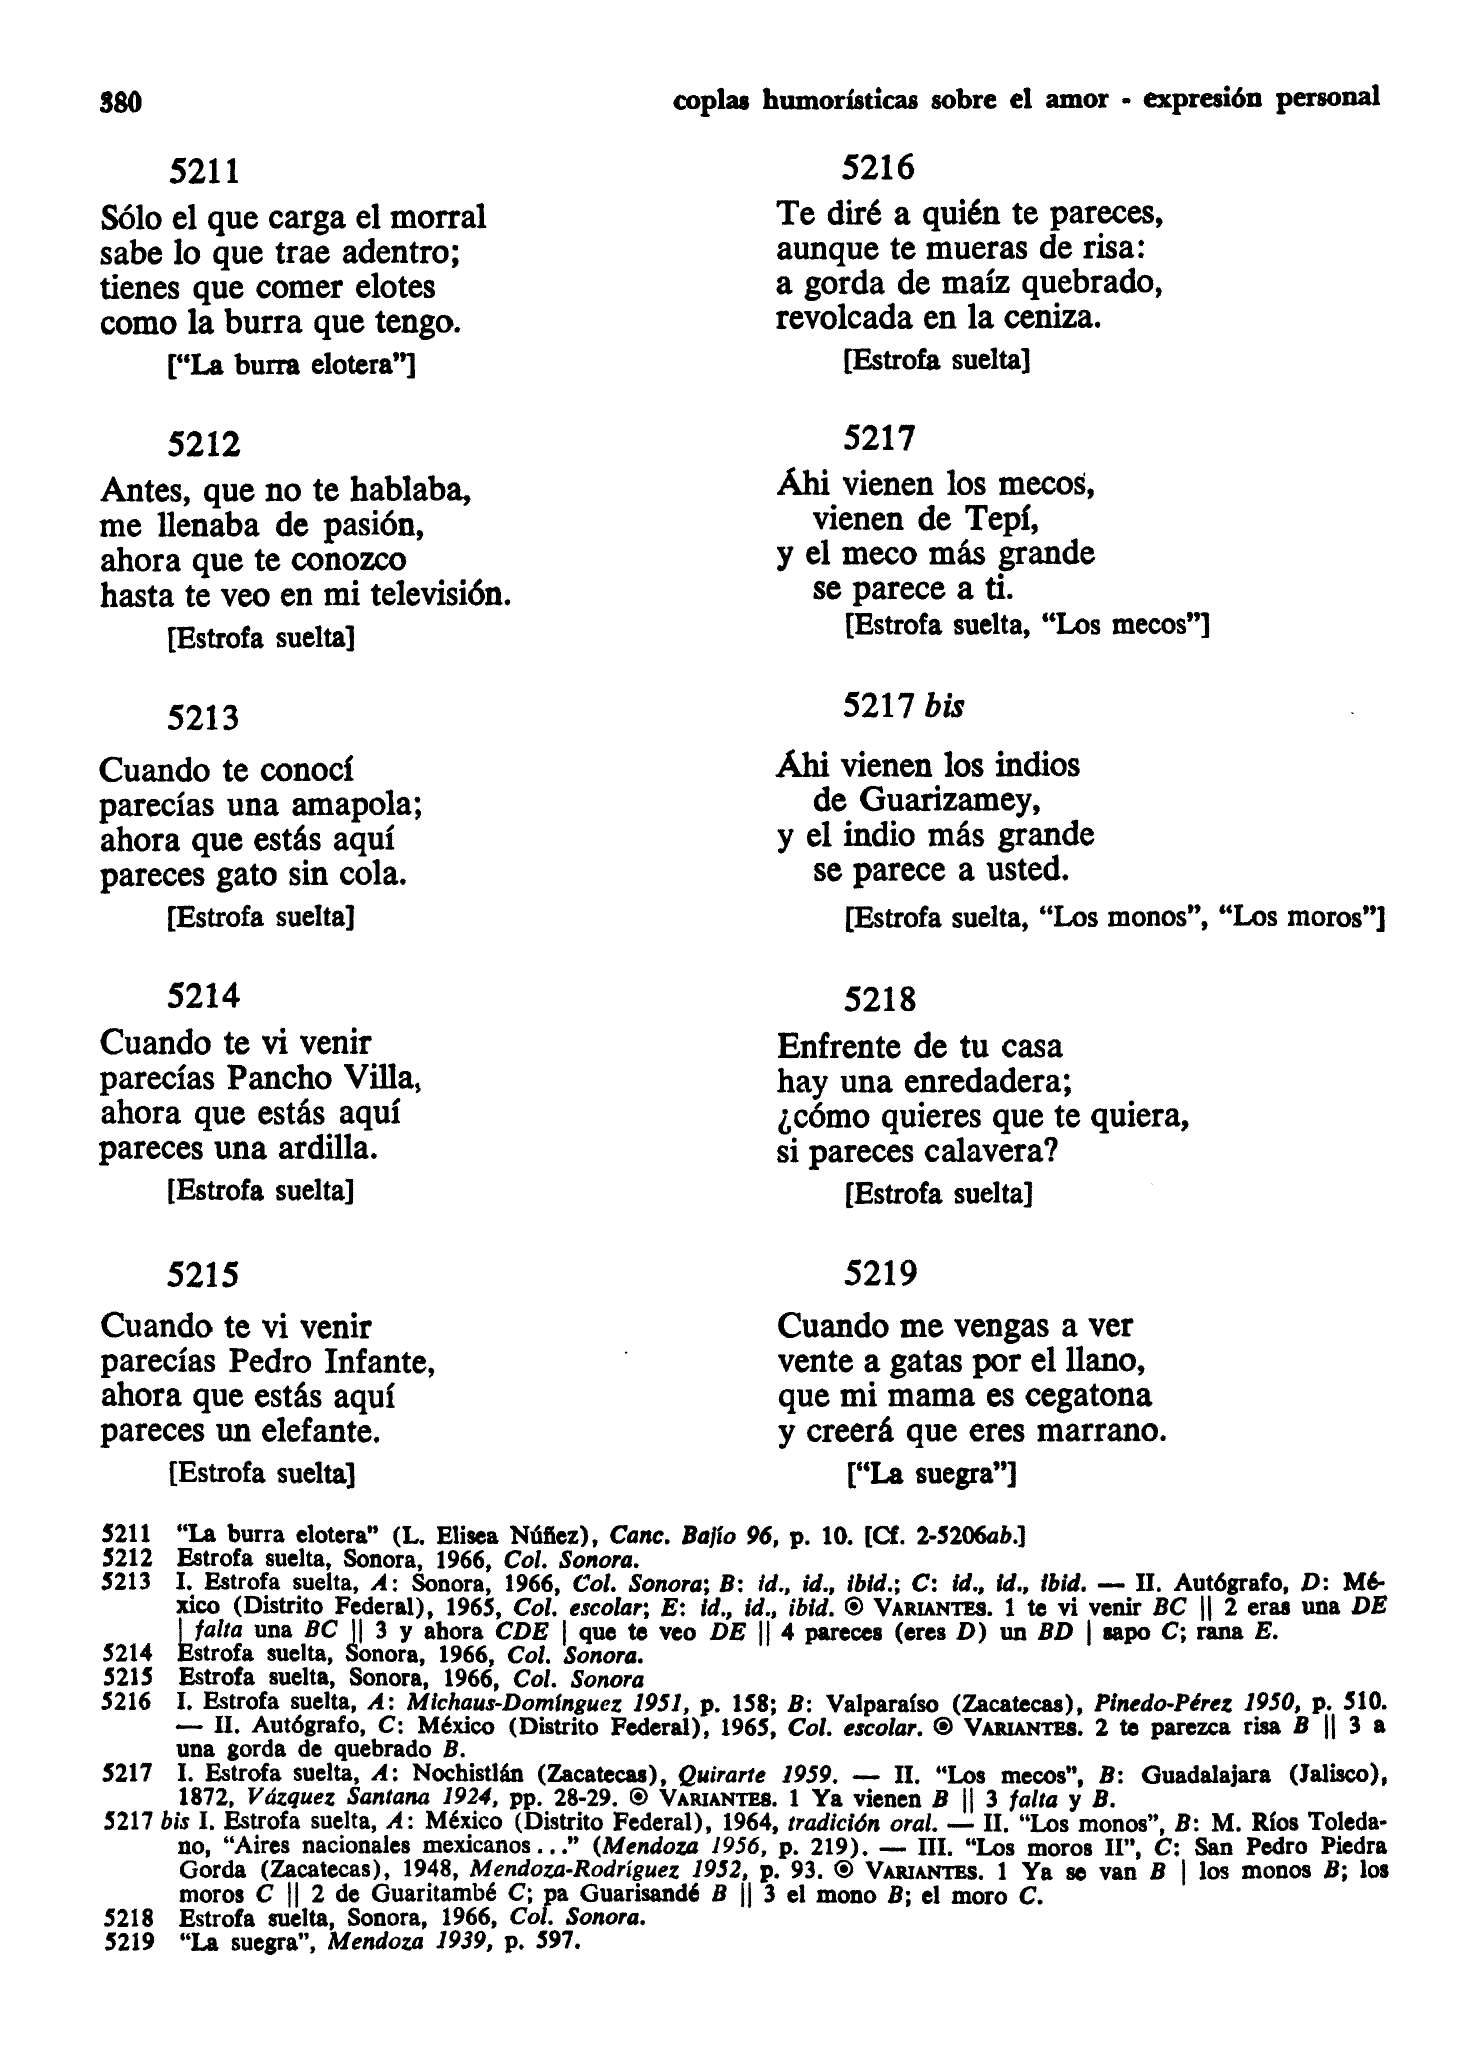 380
coplas humorísticas sobre el amor - expresión personal
5211
Sólo el que carga el morral
sabe lo que trae adentro;
tienes que comer elotes
como la burra que tengo.
[“La burra elotera”]
5212
Antes, que no te hablaba,
me llenaba de pasión,
ahora que te conozco
hasta te veo en mi televisión.
[Estrofa suelta]
5213
Cuando te conocí
parecías una amapola;
ahora que estás aquí
pareces gato sin cola.
[Estrofa suelta]
5214
Cuando te vi venir
parecías Pancho Villa,
ahora que estás aquí
pareces una ardilla.
[Estrofa suelta]
5215
Cuando te vi venir
parecías Pedro Infante,
ahora que estás aquí
pareces un elefante.
[Estrofa suelta]
5216
Te diré a quién te pareces,
aunque te mueras de risa:
a gorda de maíz quebrado,
revolcada en la ceniza.
[Estrofa suelta]
5217
Áhi vienen los mecos,
vienen de Tepí,
y el meco más grande
se parece a ti.
[Estrofa suelta, “Los mecos”]
5217 bis
Áhi vienen los indios
de Guarizamey,
y el indio más grande
se parece a usted.
[Estrofa suelta, “Los monos”, “Los moros”]
5218
Enfrente de tu casa
hay una enredadera;
¿cómo quieres que te quiera,
si pareces calavera?
[Estrofa suelta]
5219
Cuando me vengas a ver
vente a gatas por el llano,
que mi mama es cegatona
y creerá que eres marrano.
[“La suegra”]
5211 “La burra elotera” (L. Elisea Núñez), Canc. Bajío 96, p. 10. [Cf. 2-5206ab.]
5212 Estrofa suelta, Sonora, 1966, Col. Sonora.
5213 I. Estrofa suelta, A: Sonora, 1966, Col. Sonora; B: id., id., ibid.; C: id., id., ibid. — II. Autógrafo, D: Mé-
xico (Distrito Federal), 1965, Col. escolar; E: id., id., ibid. ® VARIANTES. 1 te vi venir BC || 2 eras una DE
| falta una BC || 3 y ahora CDE | que te veo DE || 4 pareces (eres D) un BD | sapo C; rana E.
5214 Estrofa suelta, Sonora, 1966, Col. Sonora.
5215 Estrofa suelta, Sonora, 1966, Col. Sonora
5216 I. Estrofa suelta, A: Michaus-Domínguez 1951, p. 158; B: Valparaíso (Zacatecas), Pinedo-Pérez 1950, p. 510.
— II. Autógrafo, C: México (Distrito Federal), 1965, Col. escolar. ® VARIANTES. 2 te parezca risa B || 3 a
una gorda de quebrado B.
5217 I. Estrofa suelta, A: Nochistlán (Zacatecas), Quirarte 1959. — II. “Los mecos”, B: Guadalajara (Jalisco),
1872, Vázquez Santana 1924, pp. 28-29. ® VARIANTES. 1 Ya vienen B || 3 falta y B.
5217 bis I. Estrofa suelta, A: México (Distrito Federal), 1964, tradición oral. — II. “Los monos”, B: M. Ríos Toleda-
no, “Aires nacionales mexicanos...” (Mendoza 1956, p. 219). — III. “Los moros II”, C: San Pedro Piedra
Gorda (Zacatecas), 1948, Mendoza-Rodríguez 1952, p. 93. ® VARIANTES. 1 Ya se van B | los monos B; los
moros C || 2 de Guaritambé C; pa Guarisandé B || 3 el mono B; el moro C.
5218 Estrofa suelta, Sonora, 1966, Col. Sonora.
5219 “La suegra”, Mendoza 1939, p. 597.